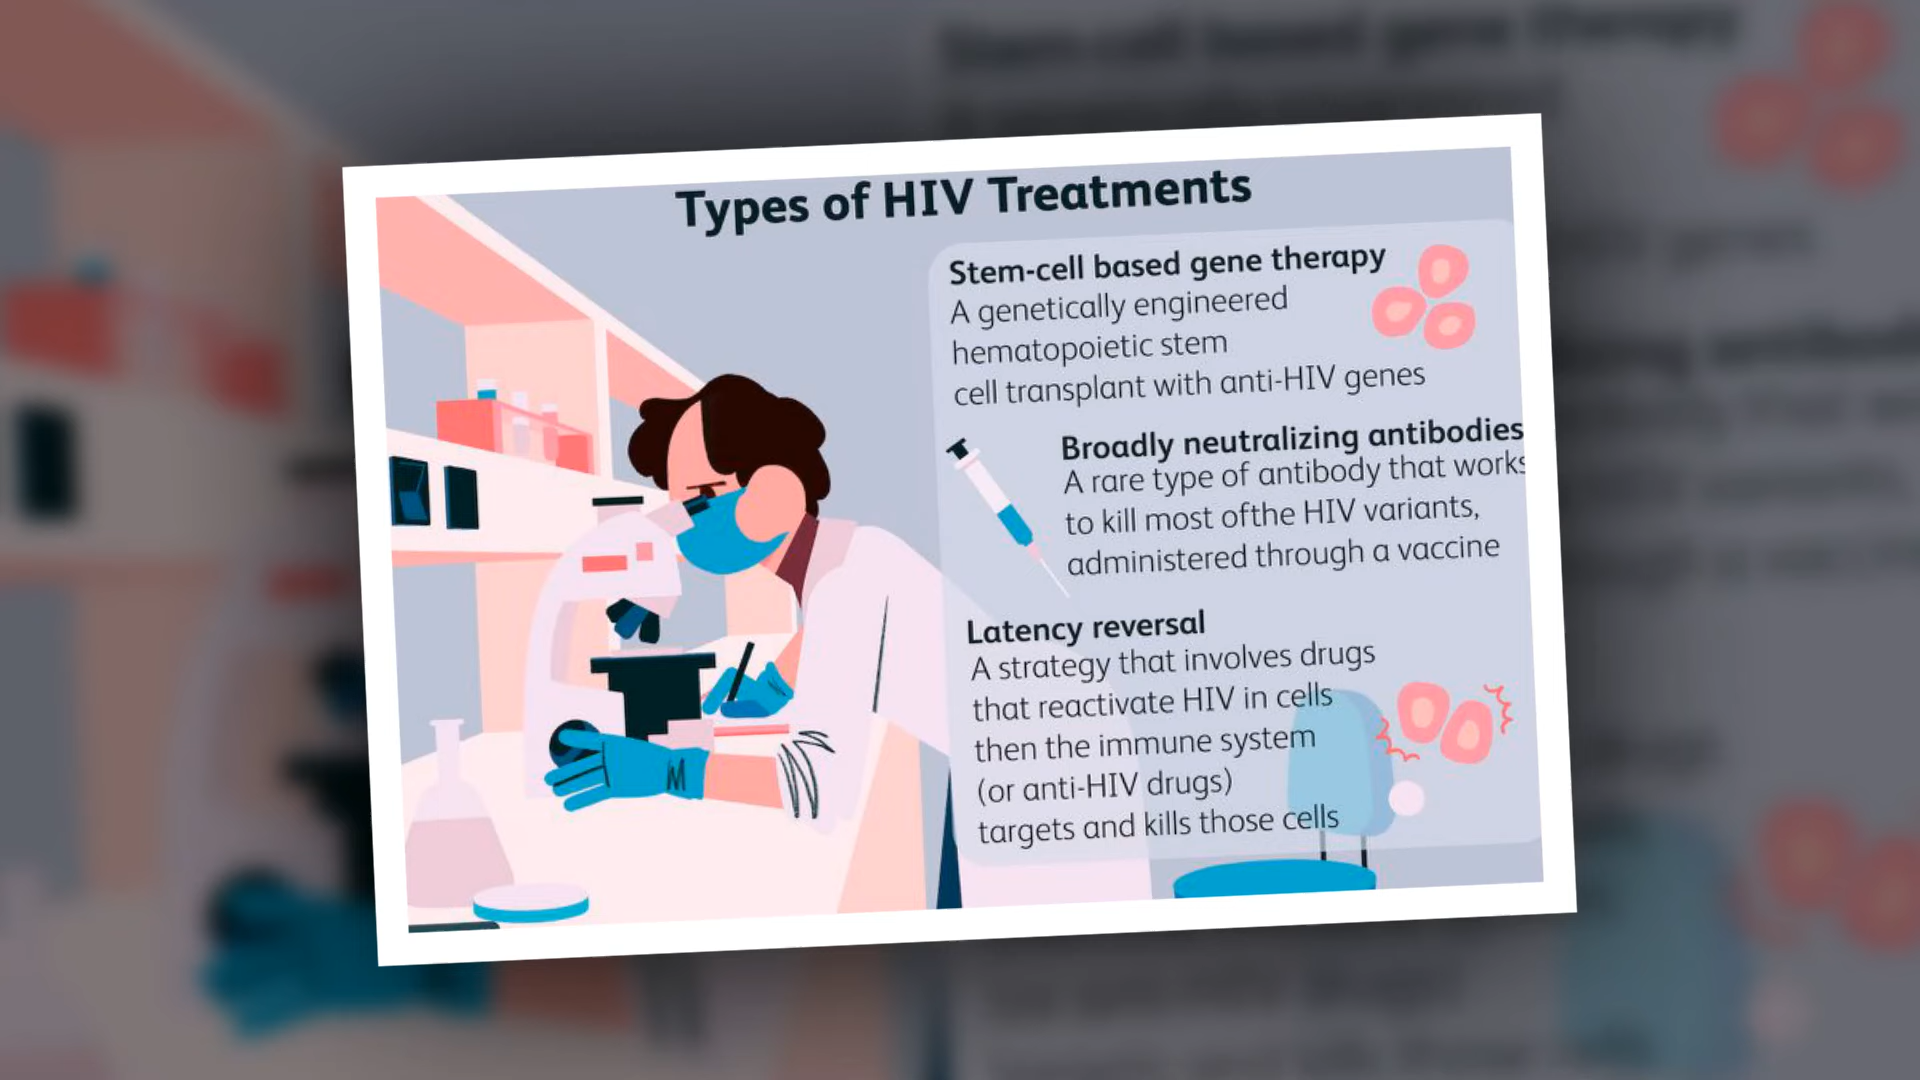 Types of HIV Treatments
Stem-cell based gene therapy
A genetically engineered
hematopoietic stem
cell transplant with anti-HIV genes
Broadly neutralizing antibodies
A rare type of antibody that works
to kill most ofthe HIV variants,
administered through a vaccine
Latency reversal
A strategy that involves drugs
that reactivate HIV in cells
then the immune system
(or anti-HIV drugs)
targets and kills those cells